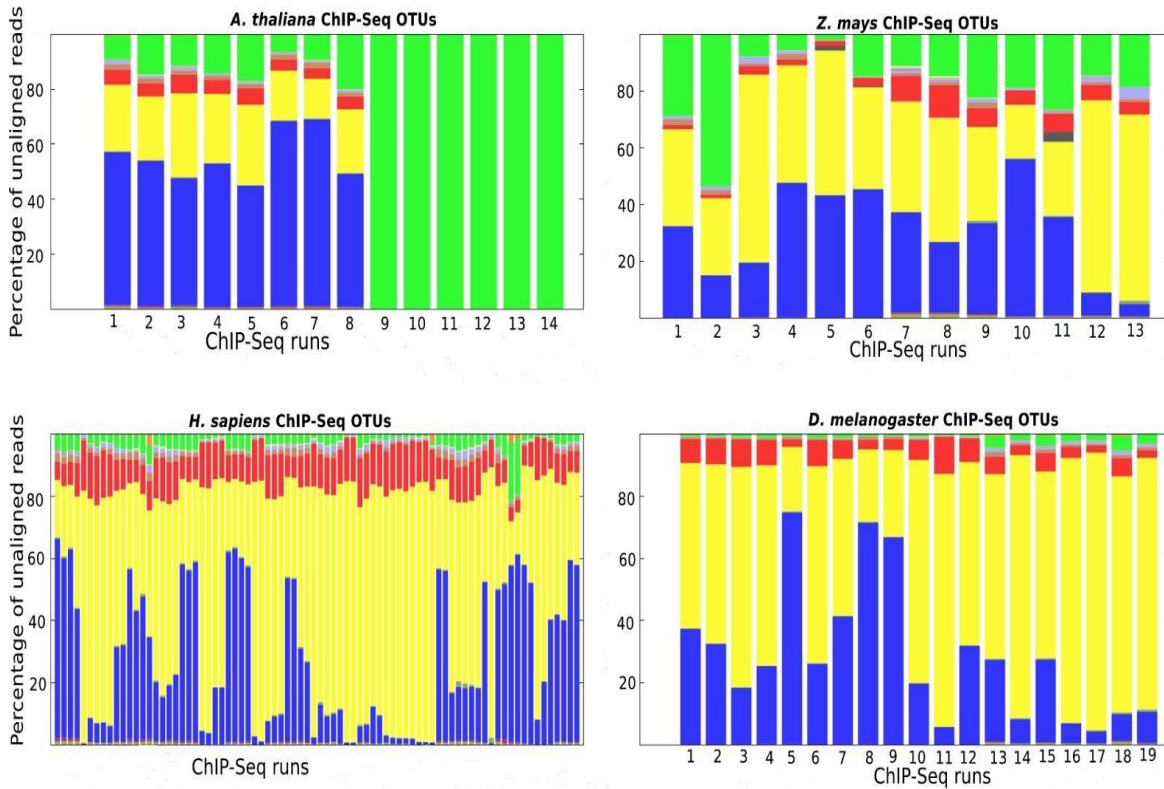 A. thaliana ChIP-Seq OTUs
Percentage of unaligned reads
80
60
40
20
1 2 3 4 5 6 7 8 9 10 11 12 13 14
ChIP-Seq runs
Z. mays ChIP-Seq OTUs
80
60
40
20
1 2 3 4 5 6 7 8 9 10 11 12 13
ChIP-Seq runs
H. sapiens ChIP-Seq OTUs
Percentage of unaligned reads
80
60
40
20
ChIP-Seq runs
D. melanogaster ChIP-Seq OTUs
80
60
40
20
1 2 3 4 5 6 7 8 9 10 11 12 13 14 15 16 17 18 19
ChIP-Seq runs